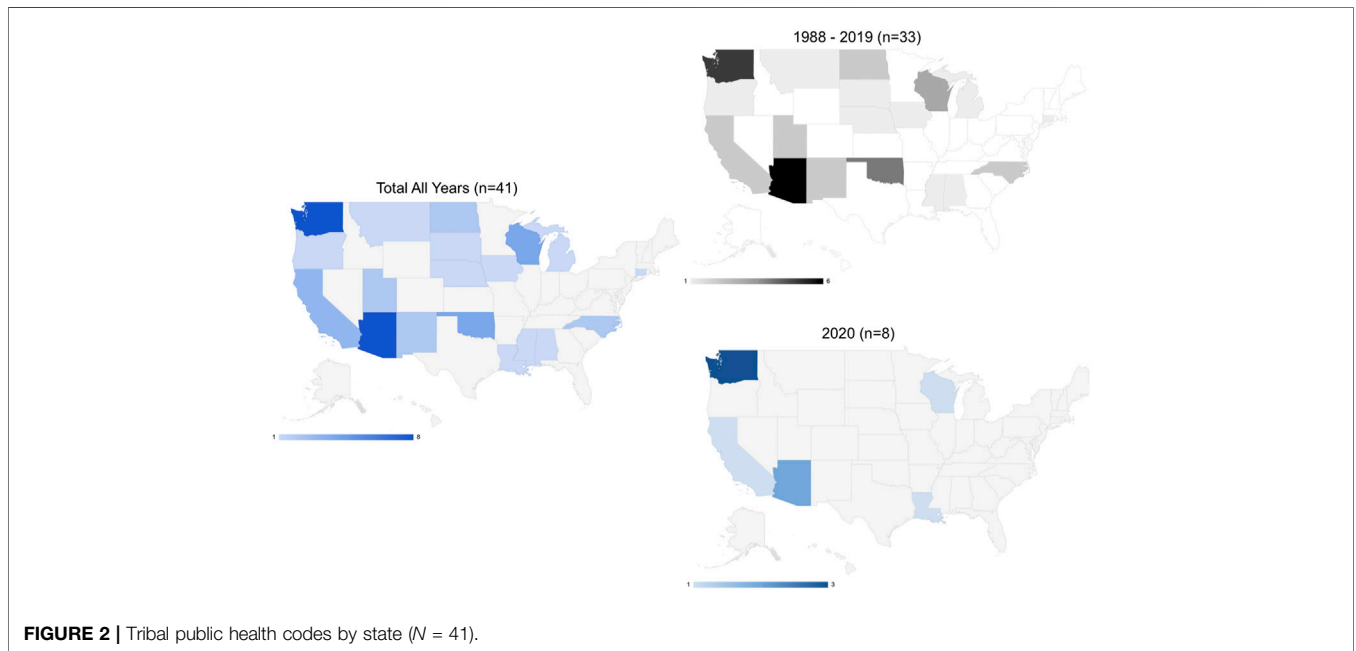 1988 - 2019 (n=33)
1 6
Total All Years (n=41)
1 8
2020 (n=8)
1 3
FIGURE 2 | Tribal public health codes by state (N = 41).